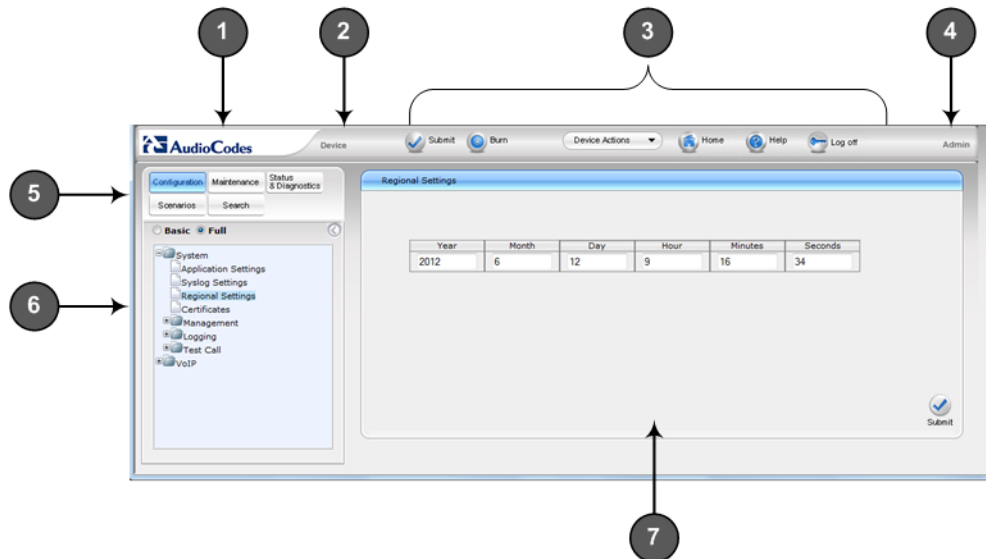 1
2
3
4
AudioCodes
Device
Submit
Burn
Device Actions
Home
Help
Log off
Admin
5
Configuration
Maintenance
Status & Diagnostics
Scenarios
Search
Basic
Full
Regional Settings
Year Month Day Hour Minutes Seconds
2012 6 12 9 16 34
6
System
Application Settings
Syslog Settings
Regional Settings
Certificates
Management
Logging
Test Call
VoIP
Submit
7